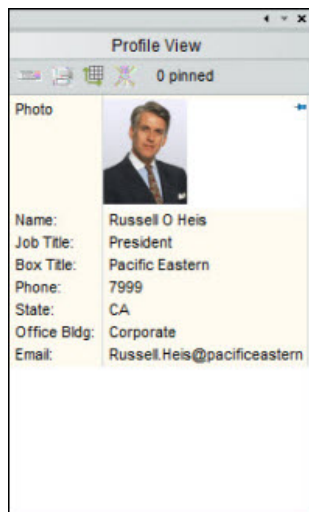 Profile View
0 pinned
Photo
Name: Russell O Heis
Job Title: President
Box Title: Pacific Eastern
Phone: 7999
State: CA
Office Bldg: Corporate
Email: Russell.Heis@pacificeastern